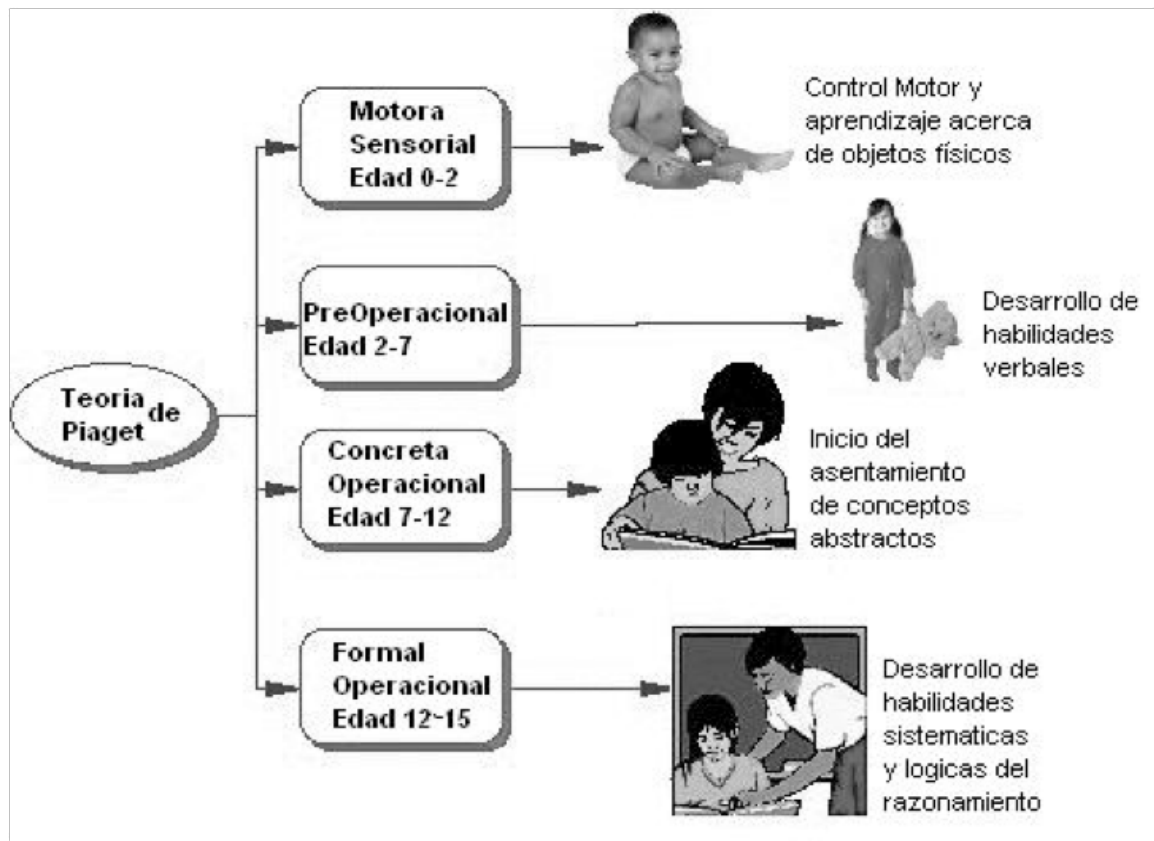 Teoria de
Piaget
Motora
Sensorial
Edad 0-2
Control Motor y
aprendizaje acerca
de objetos físicos
PreOperacional
Edad 2-7
Desarrollo de
habilidades
verbales
Concreta
Operacional
Edad 7-12
Inicio del
asentamiento
de conceptos
abstractos
Formal
Operacional
Edad 12~15
Desarrollo de
habilidades
sistematicas
y logicas del
razonamiento